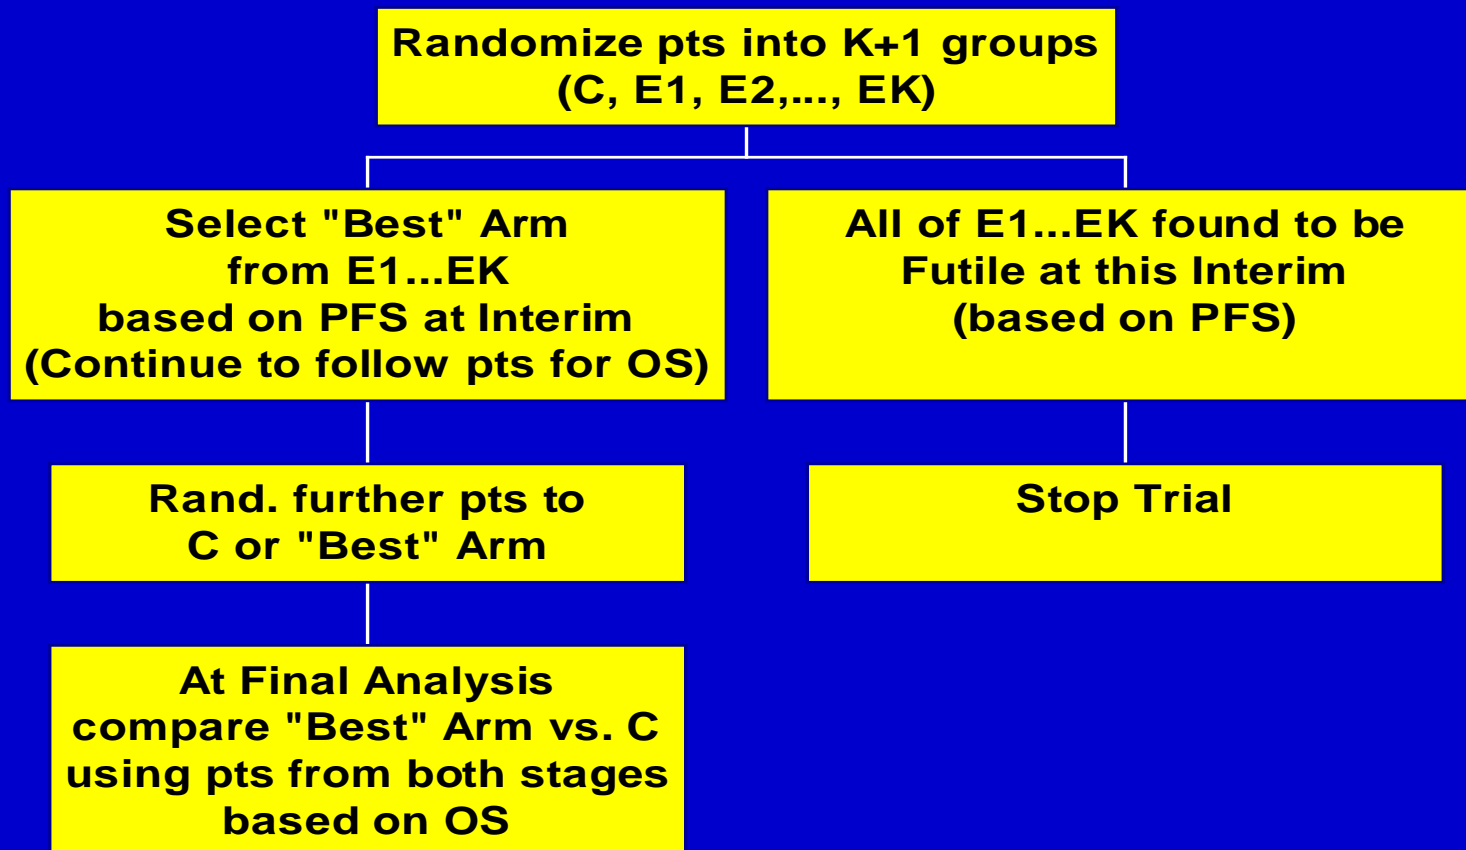 Randomize pts into K+1 groups
(C, E1, E2,..., EK)
Select "Best" Arm
from E1...EK
based on PFS at Interim
(Continue to follow pts for OS)
All of E1...EK found to be
Futile at this Interim
(based on PFS)
Rand. further pts to
C or "Best" Arm
Stop Trial
At Final Analysis
compare "Best" Arm vs. C
using pts from both stages
based on OS